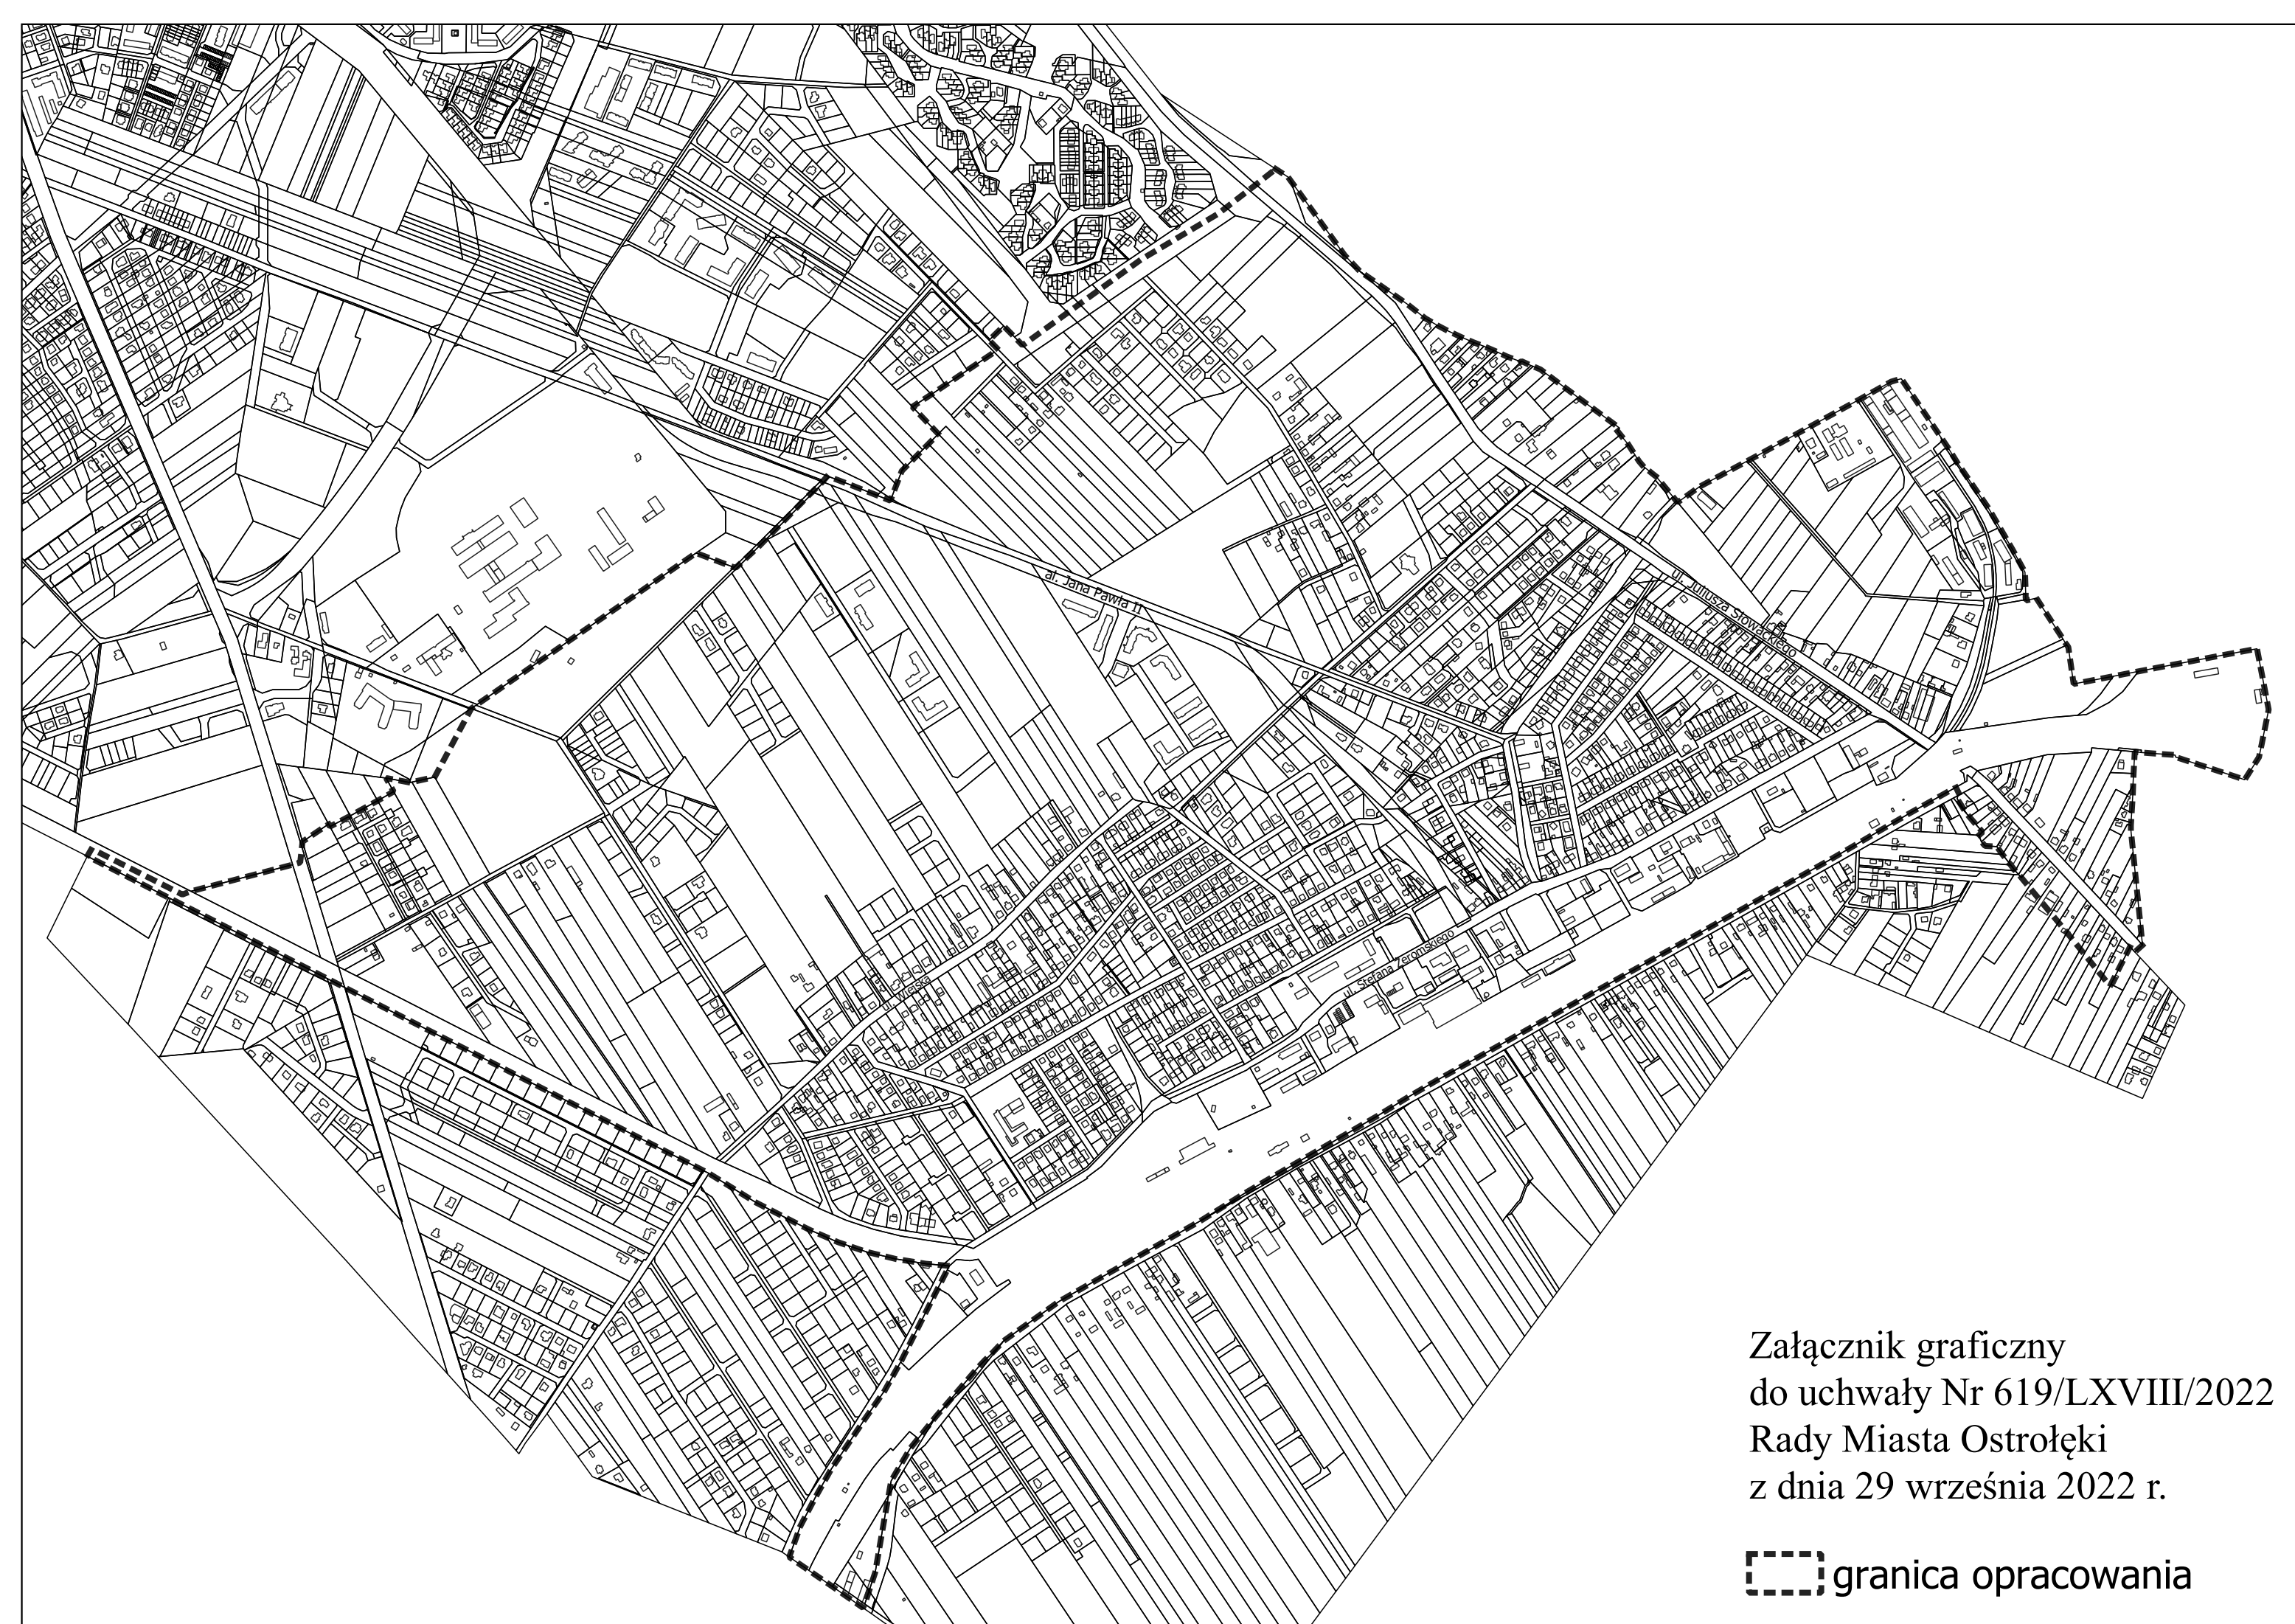 al. Jana Pawła II
ul. Juliusza Słowackiego
Wiejska
ul. Stefana Żeromskiego
Załącznik graficzny
do uchwały Nr 619/LXVIII/2022
Rady Miasta Ostrołęki
z dnia 29 września 2022 r.
granica opracowania